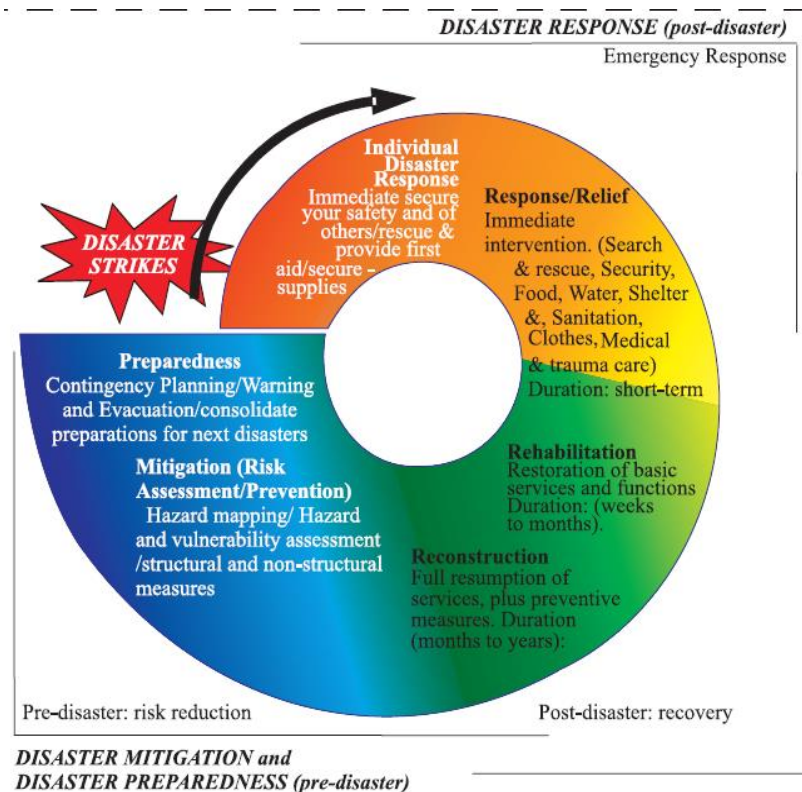 DISASTER RESPONSE (post-disaster)
Emergency Response
DISASTER
STRIKES
Individual
Disaster
Response
Immediate secure
your safety and of
others/rescue &
provide first
aid/secure -
supplies
Response/Relief
Immediate
intervention. (Search
& rescue, Security,
Food, Water, Shelter
&, Sanitation,
Clothes, Medical
& trauma care)
Duration: short-term
Rehabilitation
Restoration of basic
services and functions
Duration: (weeks
to months).
Reconstruction
Full resumption of
services, plus preventive
measures. Duration
(months to years):
Preparedness
Contingency Planning/Warning
and Evacuation/consolidate
preparations for next disasters
Mitigation (Risk
Assessment/Prevention)
Hazard mapping/ Hazard
and vulnerability assessment
/structural and non-structural
measures
Pre-disaster: risk reduction
Post-disaster: recovery
DISASTER MITIGATION and
DISASTER PREPAREDNESS (pre-disaster)